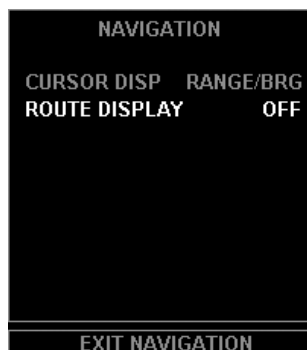 NAVIGATION
CURSOR DISP RANGE/BRG
ROUTE DISPLAY OFF
EXIT NAVIGATION